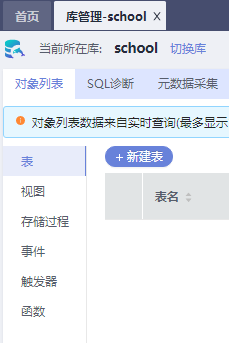 首页 库管理-school X
当前所在库: school 切换库
对象列表 SQL诊断 元数据采集
对象列表数据来自实时查询(最多显示
表
+ 新建表
视图
表名
存储过程
事件
触发器
函数